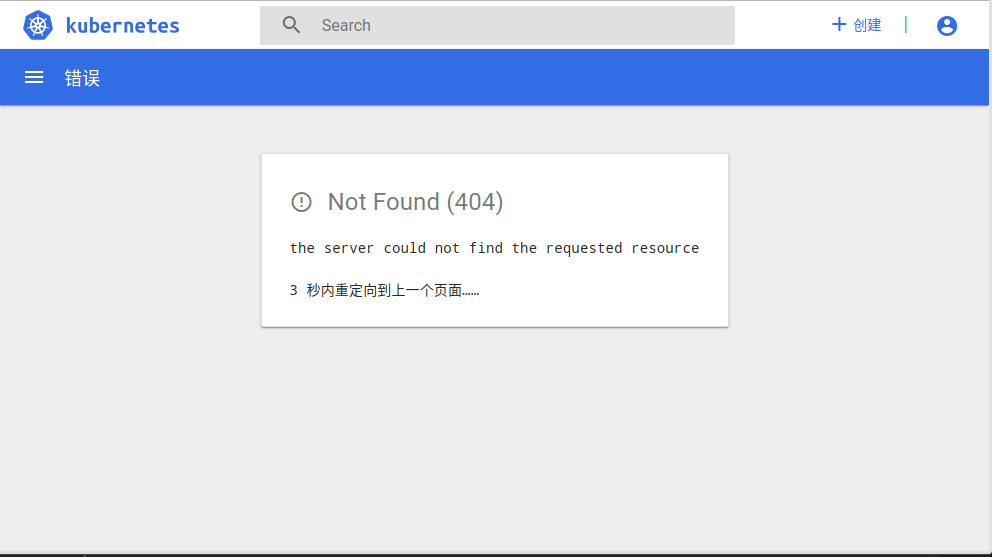 kubernetes
Search
创建
错误
Not Found (404)
the server could not find the requested resource
3 秒内重定向到上一个页面……